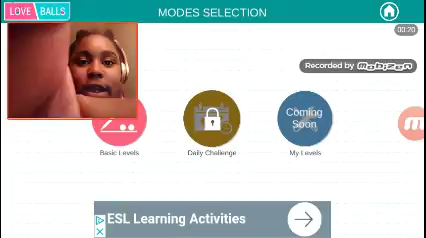 LOVE BALLS
MODES SELECTION
00:20
Recorded by Mobizen
Coming
Soon
Basic Levels
Daily Challenge
My Levels
ESL Learning Activities